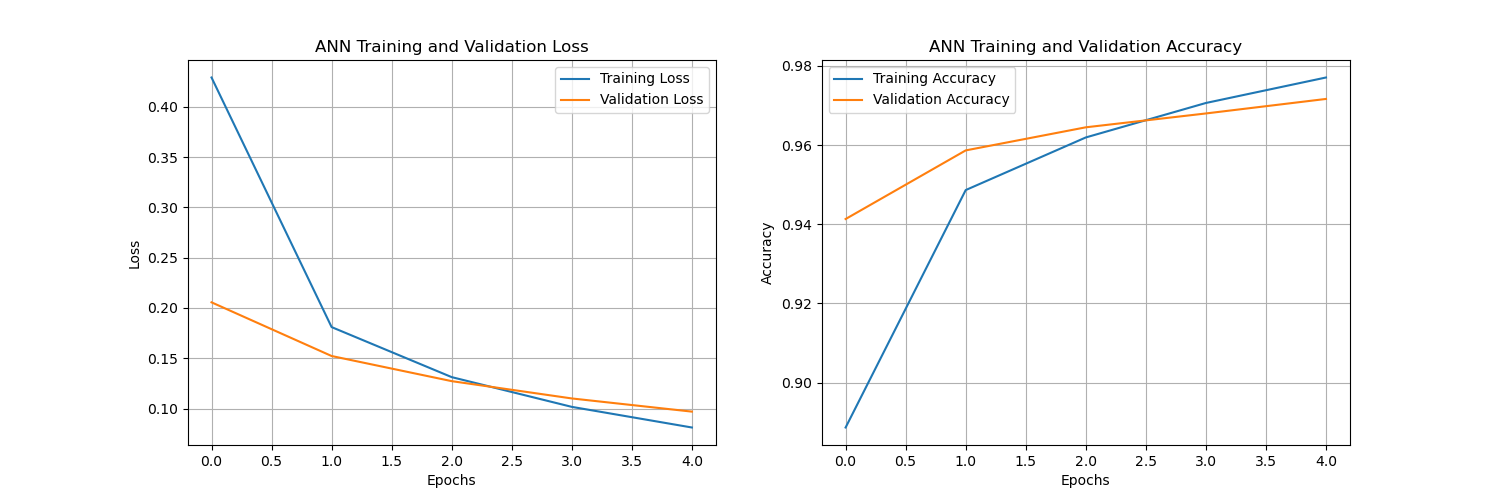 ANN Training and Validation Loss
Training Loss
Validation Loss
0.40
0.35
0.30
0.25
0.20
0.15
0.10
Loss
0.0 0.5 1.0 1.5 2.0 2.5 3.0 3.5 4.0
Epochs
ANN Training and Validation Accuracy
Training Accuracy
Validation Accuracy
0.98
0.96
0.94
0.92
0.90
Accuracy
0.0 0.5 1.0 1.5 2.0 2.5 3.0 3.5 4.0
Epochs